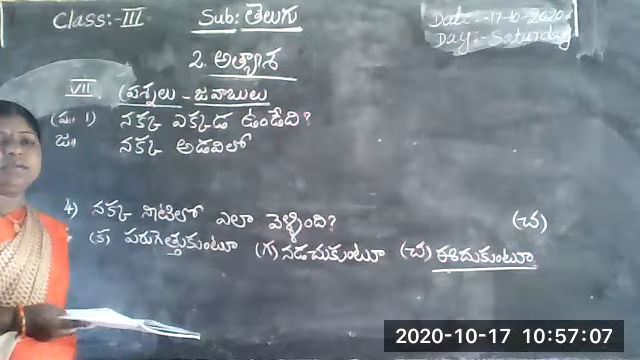 Class:- III Sub: తెలుగు Date:-17-10-2020
Day:- Saturday
2. అత్యాశ
VII. ప్రశ్నలు - జవాబులు
ప్ర॥ 1) నక్క ఎక్కడ ఉండేది?
జ॥ నక్క అడవిలో
4) నక్క నీటిలో ఎలా వెళ్ళింది? (చ)
(క) పరుగెత్తుకుంటూ (గ) నడచుకుంటూ (చ) ఈదుకుంటూ
2020-10-17 10:57:07